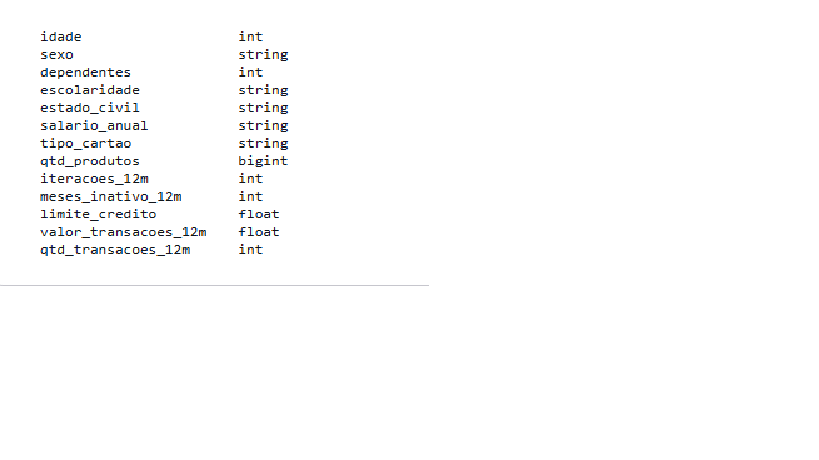 idade int
sexo string
dependentes int
escolaridade string
estado_civil string
salario_anual string
tipo_cartao string
qtd_produtos bigint
iteracoes_12m int
meses_inativo_12m int
limite_credito float
valor_transacoes_12m float
qtd_transacoes_12m int